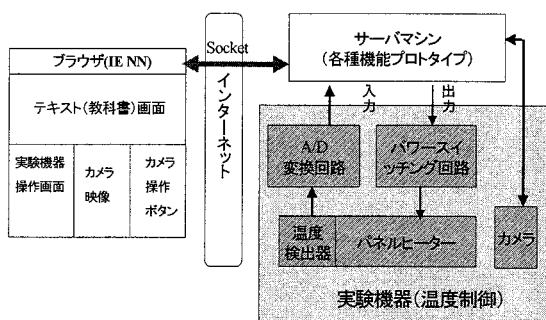 ブラウザ(IE NN)
テキスト(教科書)画面
実験機器
操作画面
カメラ
映像
カメラ
操作
ボタン
Socket
インターネット
サーバマシン
(各種機能プロトタイプ)
入力
出力
A/D
変換回路
パワースイ
ッチング回路
温度
検出器
パネルヒーター
カメラ
実験機器(温度制御)